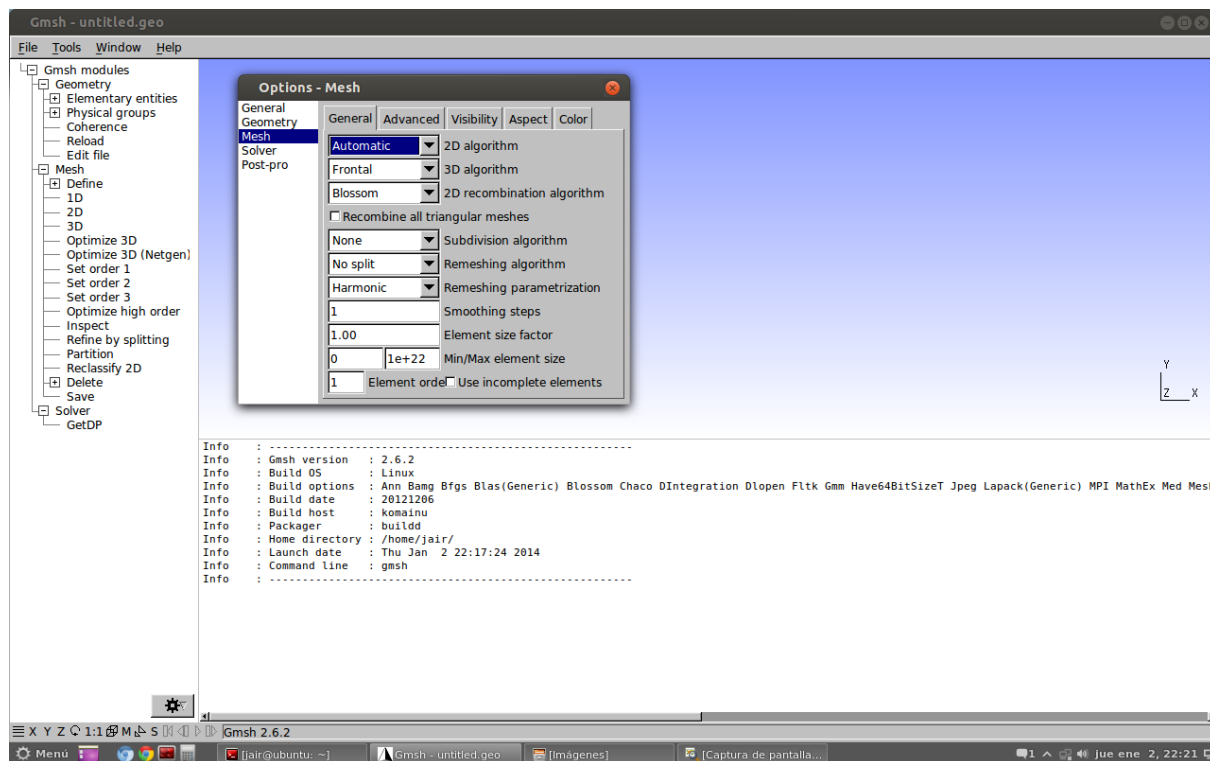 Gmsh - untitled.geo
File Tools Window Help
Gmsh modules
Geometry
Elementary entities
Physical groups
Coherence
Reload
Edit file
Mesh
Define
1D
2D
3D
Optimize 3D
Optimize 3D (Netgen)
Set order 1
Set order 2
Set order 3
Optimize high order
Inspect
Refine by splitting
Partition
Reclassify 2D
Delete
Save
Solver
GetDP
Options - Mesh
General
Geometry
Mesh
Solver
Post-pro
General Advanced Visibility Aspect Color
Automatic 2D algorithm
Frontal 3D algorithm
Blossom 2D recombination algorithm
Recombine all triangular meshes
None Subdivision algorithm
No split Remeshing algorithm
Harmonic Remeshing parametrization
1 Smoothing steps
1.00 Element size factor
0 1e+22 Min/Max element size
1 Element orde Use incomplete elements
Y
Z X
Info : -------------------------------------------------------
Info : Gmsh version : 2.6.2
Info : Build OS : Linux
Info : Build options : Ann Bamg Bfgs Blas(Generic) Blossom Chaco DIntegration Dlopen Fltk Gmm Have64BitSizeT Jpeg Lapack(Generic) MPI MathEx Med Mes
Info : Build date : 20121206
Info : Build host : komainu
Info : Packager : buildd
Info : Home directory : /home/jair/
Info : Launch date : Thu Jan 2 22:17:24 2014
Info : Command line : gmsh
Info : -------------------------------------------------------
X Y Z 1:1 M S Gmsh 2.6.2
Menú [jair@ubuntu: ~] Gmsh - untitled.geo [Imágenes] [Captura de pantalla... 1 jue ene 2, 22:21